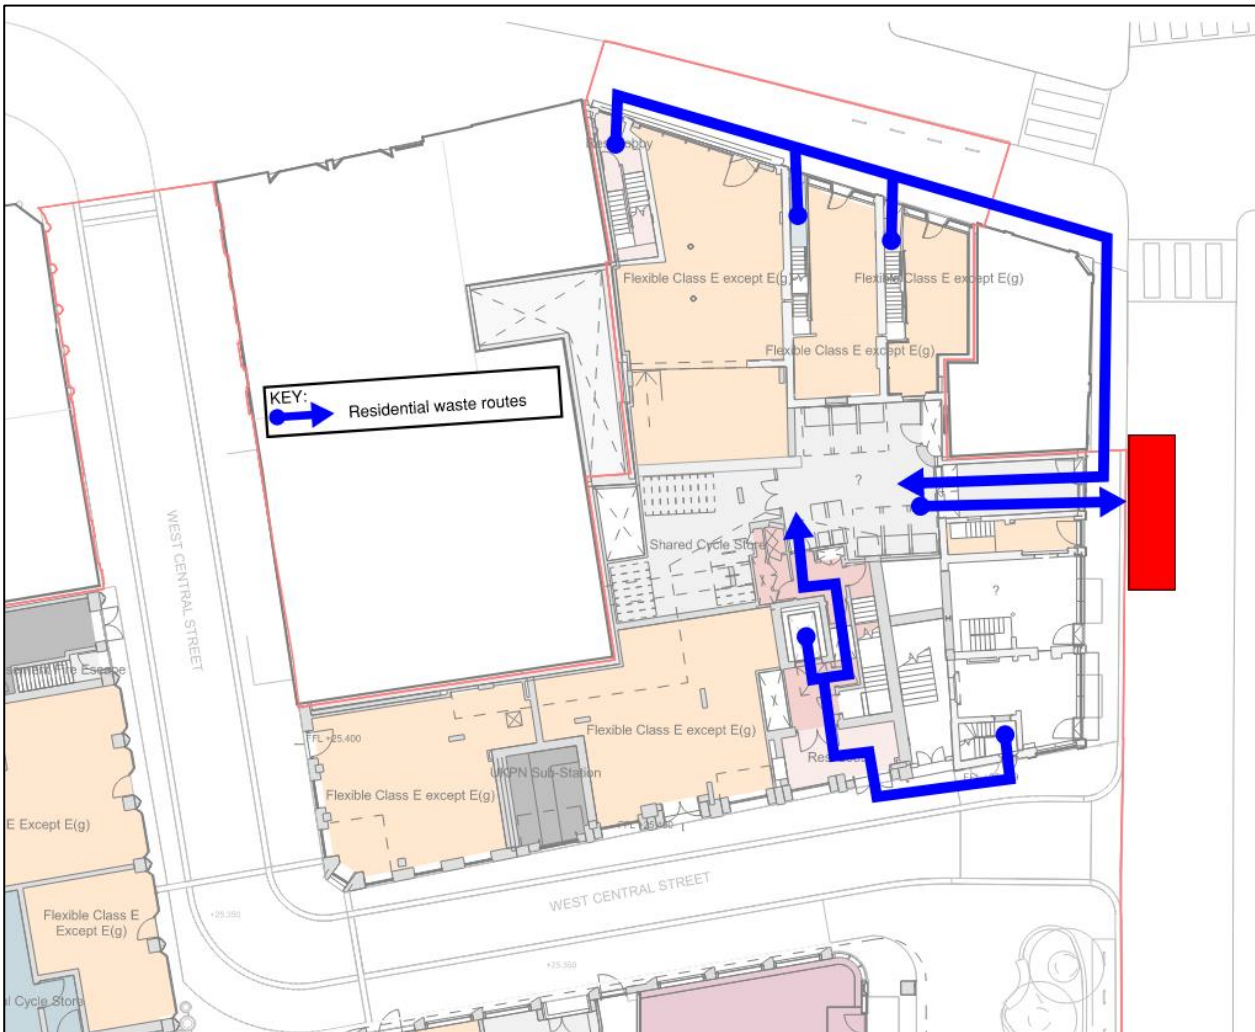 Flexible Class E except E(g)
Flexible Class E except E(g)
Flexible Class E except E(g)
KEY:
Residential waste routes
?
WEST CENTRAL STREET
Shared Cycle Store
?
Flexible Class E except E(g)
FFL +25.400
UKPN Sub-Station
Flexible Class E except E(g)
E Except E(g)
WEST CENTRAL STREET
Flexible Class E
Except E(g)
+25.350
Cycle Store